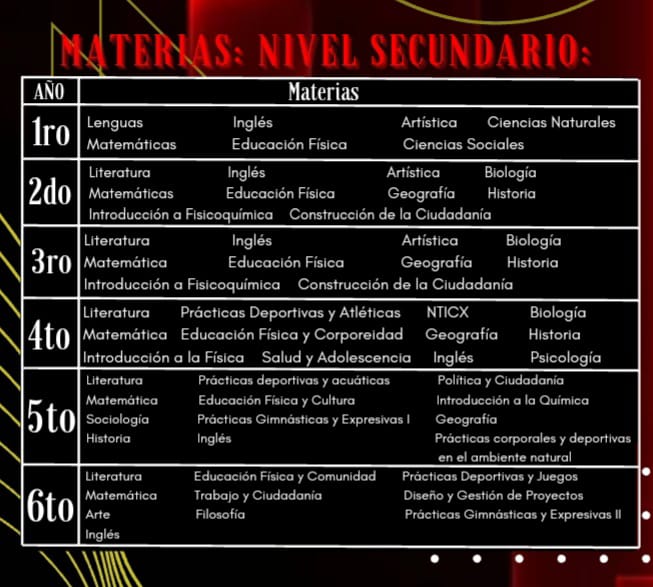 MATERIAS: NIVEL SECUNDARIO:
AÑO Materias
1ro
Lenguas Inglés Artística Ciencias Naturales
Matemáticas Educación Física Ciencias Sociales
2do
Literatura Inglés Artística Biología
Matemáticas Educación Física Geografía Historia
Introducción a Fisicoquímica Construcción de la Ciudadanía
3ro
Literatura Inglés Artística Biología
Matemática Educación Física Geografía Historia
Introducción a Fisicoquímica Construcción de la Ciudadanía
4to
Literatura Prácticas Deportivas y Atléticas NTICX Biología
Matemática Educación Física y Corporeidad Geografía Historia
Introducción a la Física Salud y Adolescencia Inglés Psicología
5to
Literatura Prácticas deportivas y acuáticas Política y Ciudadanía
Matemática Educación Física y Cultura Introducción a la Química
Sociología Prácticas Gimnásticas y Expresivas I Geografía
Historia Inglés Prácticas corporales y deportivas
en el ambiente natural
6to
Literatura Educación Física y Comunidad Prácticas Deportivas y Juegos
Matemática Trabajo y Ciudadanía Diseño y Gestión de Proyectos
Arte Filosofía Prácticas Gimnásticas y Expresivas II
Inglés